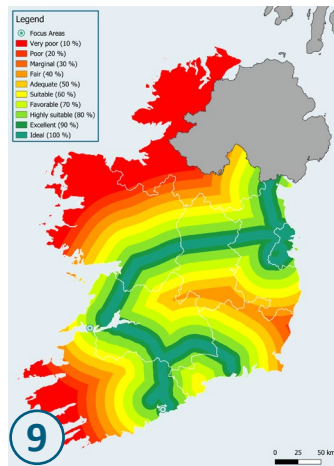 Legend
Focus Areas
Very poor (10 %)
Poor (20 %)
Marginal (30 %)
Fair (40 %)
Adequate (50 %)
Suitable (60 %)
Favorable (70 %)
Highly suitable (80 %)
Excellent (90 %)
Ideal (100 %)
9
0 25 50 km